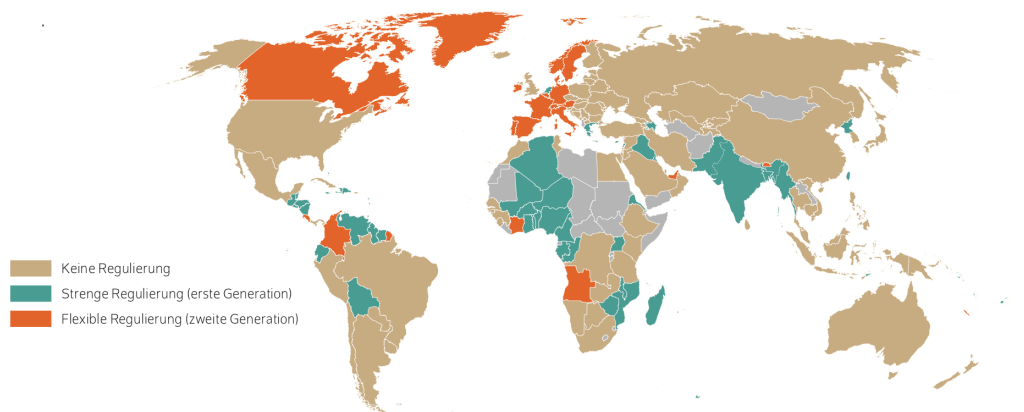 Keine Regulierung
Strenge Regulierung (erste Generation)
Flexible Regulierung (zweite Generation)